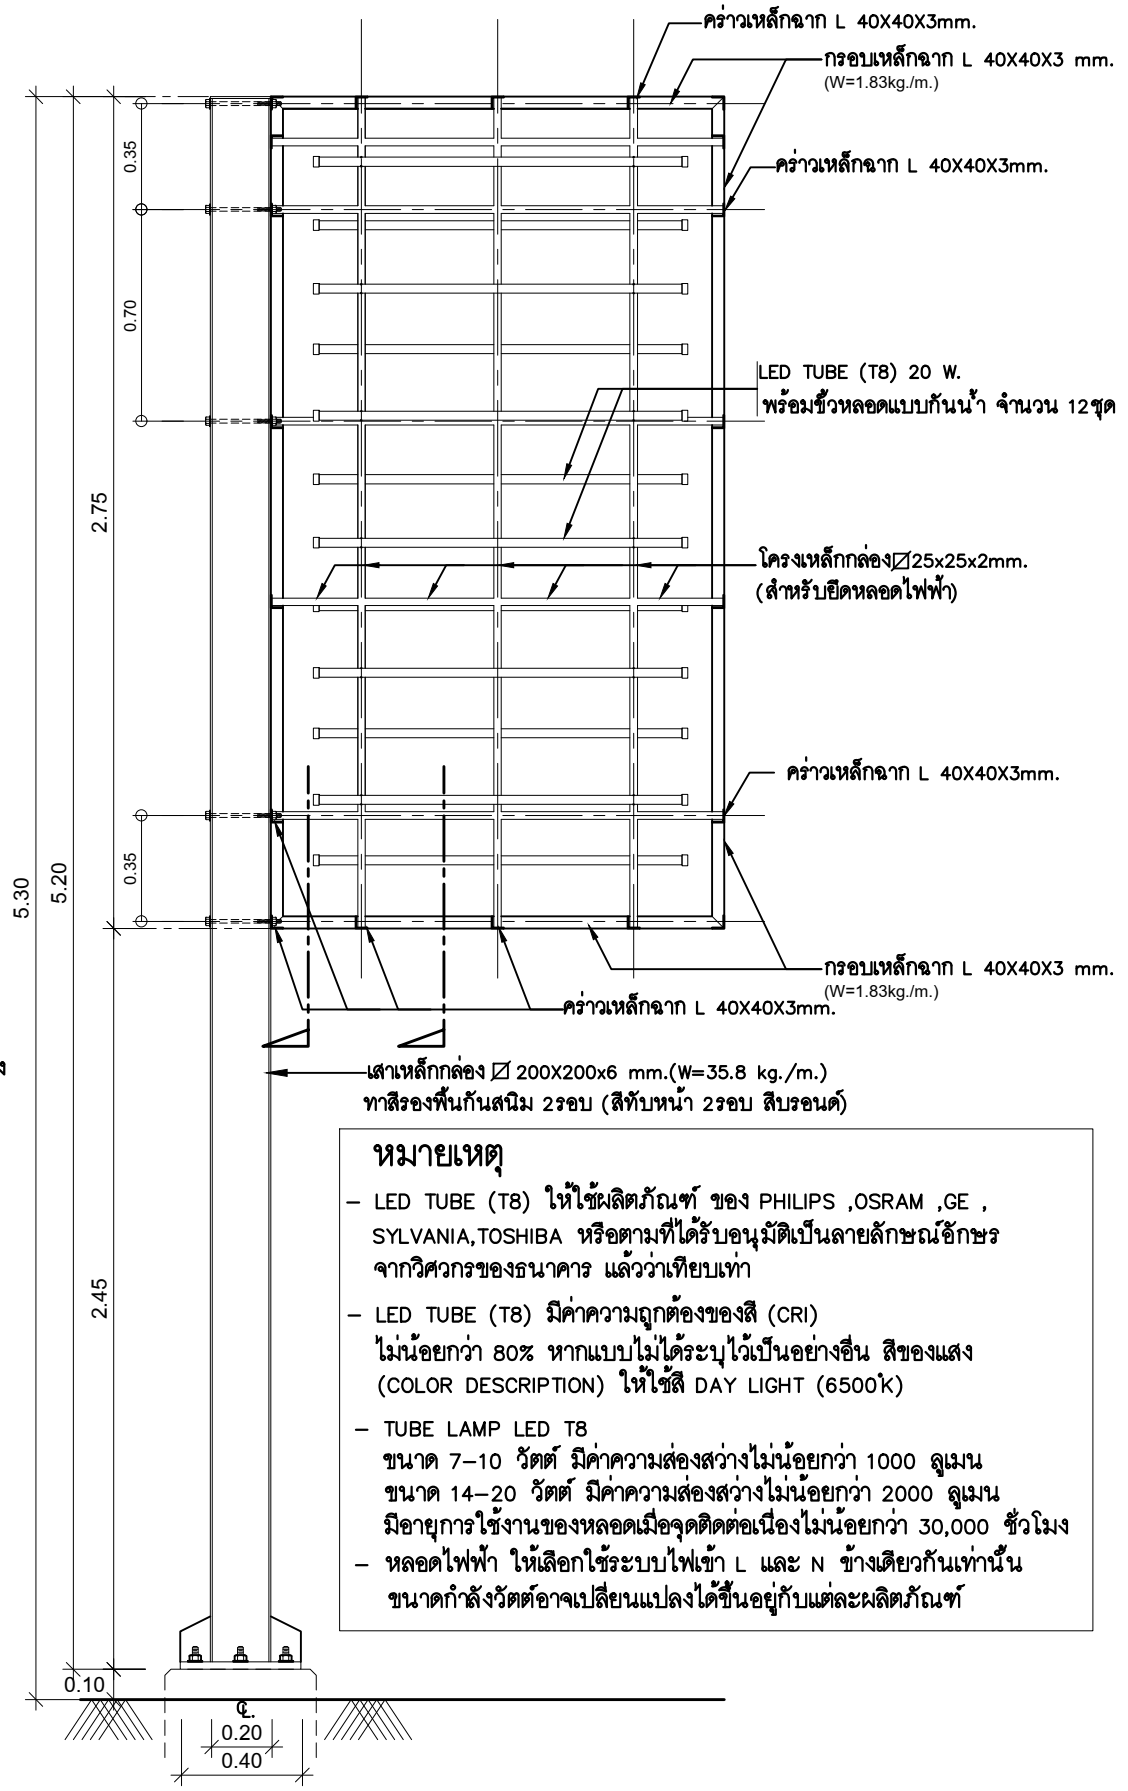 คร่าวเหล็กฉาก L 40X40X3mm.
กรอบเหล็กฉาก L 40X40X3 mm.
(W=1.83kg./m.)
คร่าวเหล็กฉาก L 40X40X3mm.
0.35
0.70
LED TUBE (T8) 20 W.
พร้อมขั้วหลอดแบบกันน้ำ จำนวน 12ชุด
2.75
โครงเหล็กกล่อง 25x25x2mm.
(สำหรับยึดหลอดไฟฟ้า)
คร่าวเหล็กฉาก L 40X40X3mm.
0.35
5.20
5.30
กรอบเหล็กฉาก L 40X40X3 mm.
(W=1.83kg./m.)
คร่าวเหล็กฉาก L 40X40X3mm.
เสาเหล็กกล่อง 200X200x6 mm.(W=35.8 kg./m.)
ทาสีรองพื้นกันสนิม 2รอบ (สีทับหน้า 2รอบ สีบรอนด์)
2.45
หมายเหตุ
– LED TUBE (T8) ให้ใช้ผลิตภัณฑ์ ของ PHILIPS ,OSRAM ,GE ,
SYLVANIA,TOSHIBA หรือตามที่ได้รับอนุมัติเป็นลายลักษณ์อักษร
จากวิศวกรของธนาคาร แล้วว่าเทียบเท่า
– LED TUBE (T8) มีค่าความถูกต้องของสี (CRI)
ไม่น้อยกว่า 80% หากแบบไม่ได้ระบุไว้เป็นอย่างอื่น สีของแสง
(COLOR DESCRIPTION) ให้ใช้สี DAY LIGHT (6500°K)
– TUBE LAMP LED T8
ขนาด 7–10 วัตต์ มีค่าความส่องสว่างไม่น้อยกว่า 1000 ลูเมน
ขนาด 14–20 วัตต์ มีค่าความส่องสว่างไม่น้อยกว่า 2000 ลูเมน
มีอายุการใช้งานของหลอดเมื่อจุดติดต่อเนื่องไม่น้อยกว่า 30,000 ชั่วโมง
– หลอดไฟฟ้า ให้เลือกใช้ระบบไฟเข้า L และ N ข้างเดียวกันเท่านั้น
ขนาดกำลังวัตต์อาจเปลี่ยนแปลงได้ขึ้นอยู่กับแต่ละผลิตภัณฑ์
0.10
0.20
0.40